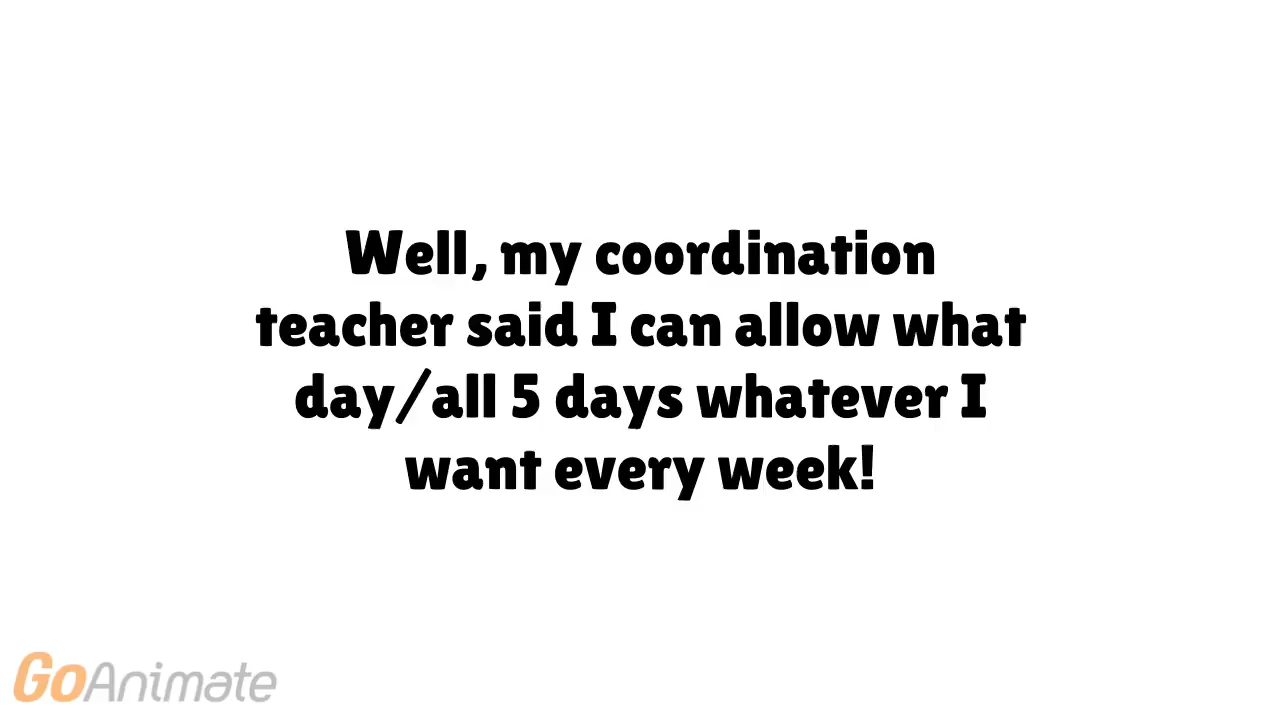 Well, my coordination
teacher said I can allow what
day/all 5 days whatever I
want every week!
GoAnimate